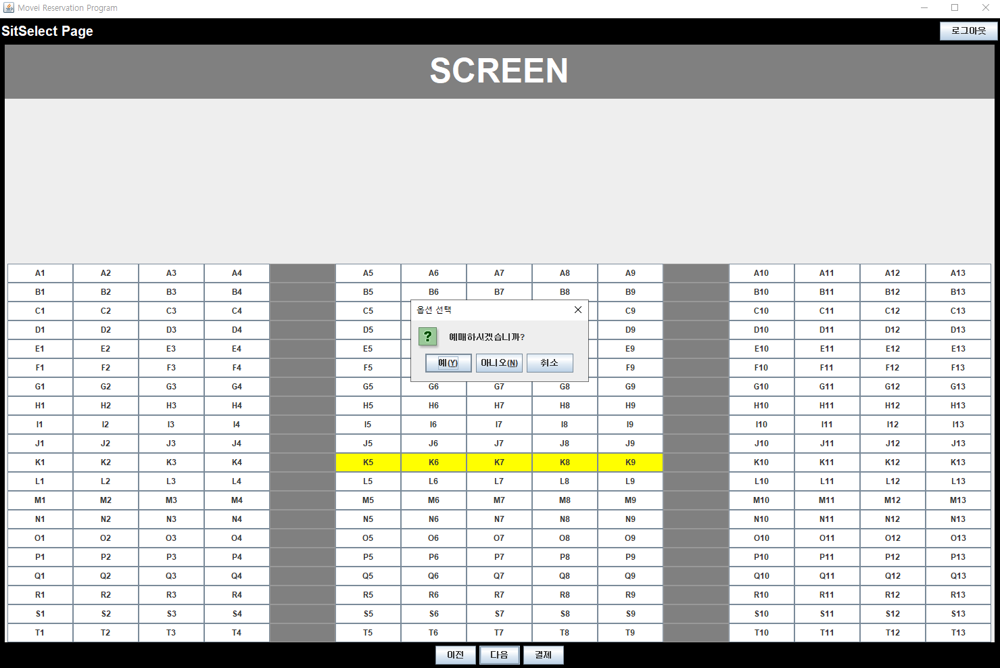 Movei Reservation Program
SitSelect Page 로그아웃
SCREEN
A1 A2 A3 A4 A5 A6 A7 A8 A9 A10 A11 A12 A13
B1 B2 B3 B4 B5 B6 B7 B8 B9 B10 B11 B12 B13
C1 C2 C3 C4 C5 C9 C10 C11 C12 C13
D1 D2 D3 D4 D5 D9 D10 D11 D12 D13
E1 E2 E3 E4 E5 E9 E10 E11 E12 E13
F1 F2 F3 F4 F5 F9 F10 F11 F12 F13
G1 G2 G3 G4 G5 G6 G7 G8 G9 G10 G11 G12 G13
H1 H2 H3 H4 H5 H6 H7 H8 H9 H10 H11 H12 H13
I1 I2 I3 I4 I5 I6 I7 I8 I9 I10 I11 I12 I13
J1 J2 J3 J4 J5 J6 J7 J8 J9 J10 J11 J12 J13
K1 K2 K3 K4 K5 K6 K7 K8 K9 K10 K11 K12 K13
L1 L2 L3 L4 L5 L6 L7 L8 L9 L10 L11 L12 L13
M1 M2 M3 M4 M5 M6 M7 M8 M9 M10 M11 M12 M13
N1 N2 N3 N4 N5 N6 N7 N8 N9 N10 N11 N12 N13
O1 O2 O3 O4 O5 O6 O7 O8 O9 O10 O11 O12 O13
P1 P2 P3 P4 P5 P6 P7 P8 P9 P10 P11 P12 P13
Q1 Q2 Q3 Q4 Q5 Q6 Q7 Q8 Q9 Q10 Q11 Q12 Q13
R1 R2 R3 R4 R5 R6 R7 R8 R9 R10 R11 R12 R13
S1 S2 S3 S4 S5 S6 S7 S8 S9 S10 S11 S12 S13
T1 T2 T3 T4 T5 T6 T7 T8 T9 T10 T11 T12 T13
옵션 선택
? 예매하시겠습니까?
예(Y) 아니오(N) 취소
이전 다음 결제